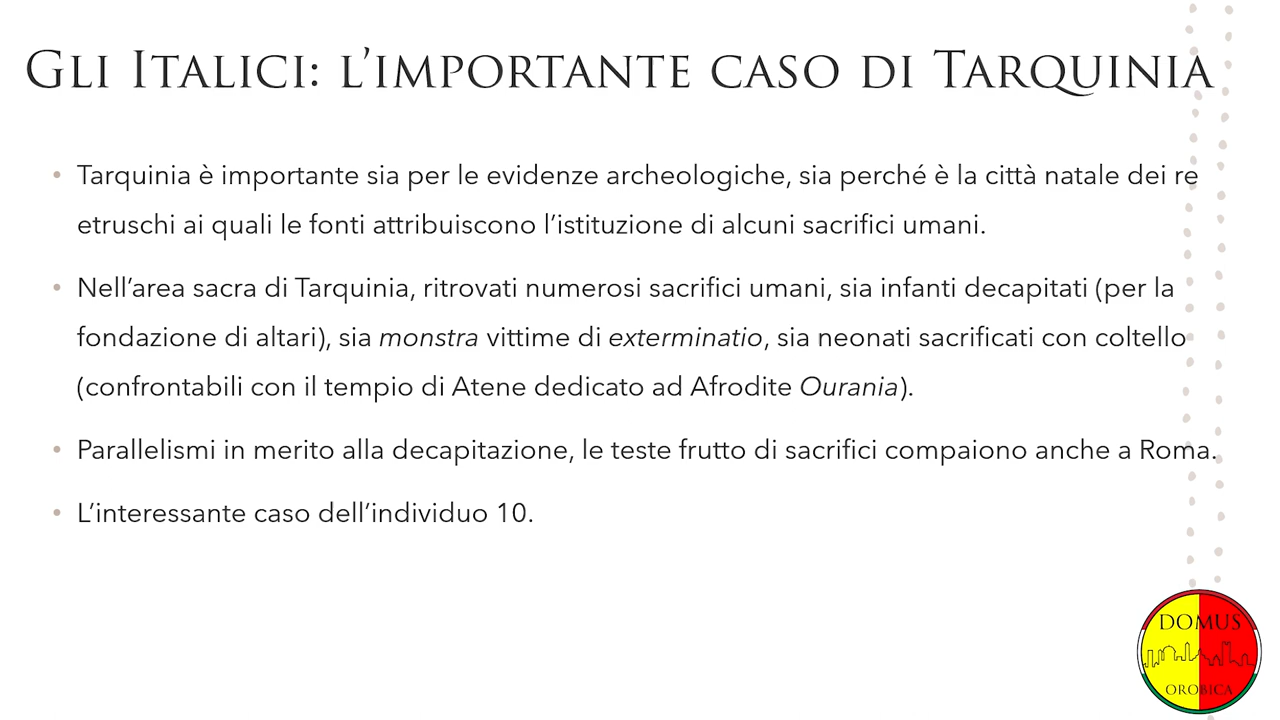 Gli Italici: l’importante caso di Tarquinia
• Tarquinia è importante sia per le evidenze archeologiche, sia perché è la città natale dei re
etruschi ai quali le fonti attribuiscono l’istituzione di alcuni sacrifici umani.
• Nell’area sacra di Tarquinia, ritrovati numerosi sacrifici umani, sia infanti decapitati (per la
fondazione di altari), sia monstra vittime di exterminatio, sia neonati sacrificati con coltello
(confrontabili con il tempio di Atene dedicato ad Afrodite Ourania).
• Parallelismi in merito alla decapitazione, le teste frutto di sacrifici compaiono anche a Roma.
• L’interessante caso dell’individuo 10.
DOMUS
OROBICA